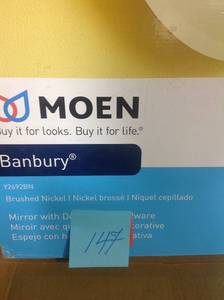 MOEN
Buy it for looks. Buy it for life.®
Banbury®
Y2692BN
Brushed Nickel | Nickel brossé | Níquel cepillado
Mirror with
Miroir avec
Espejo con
147